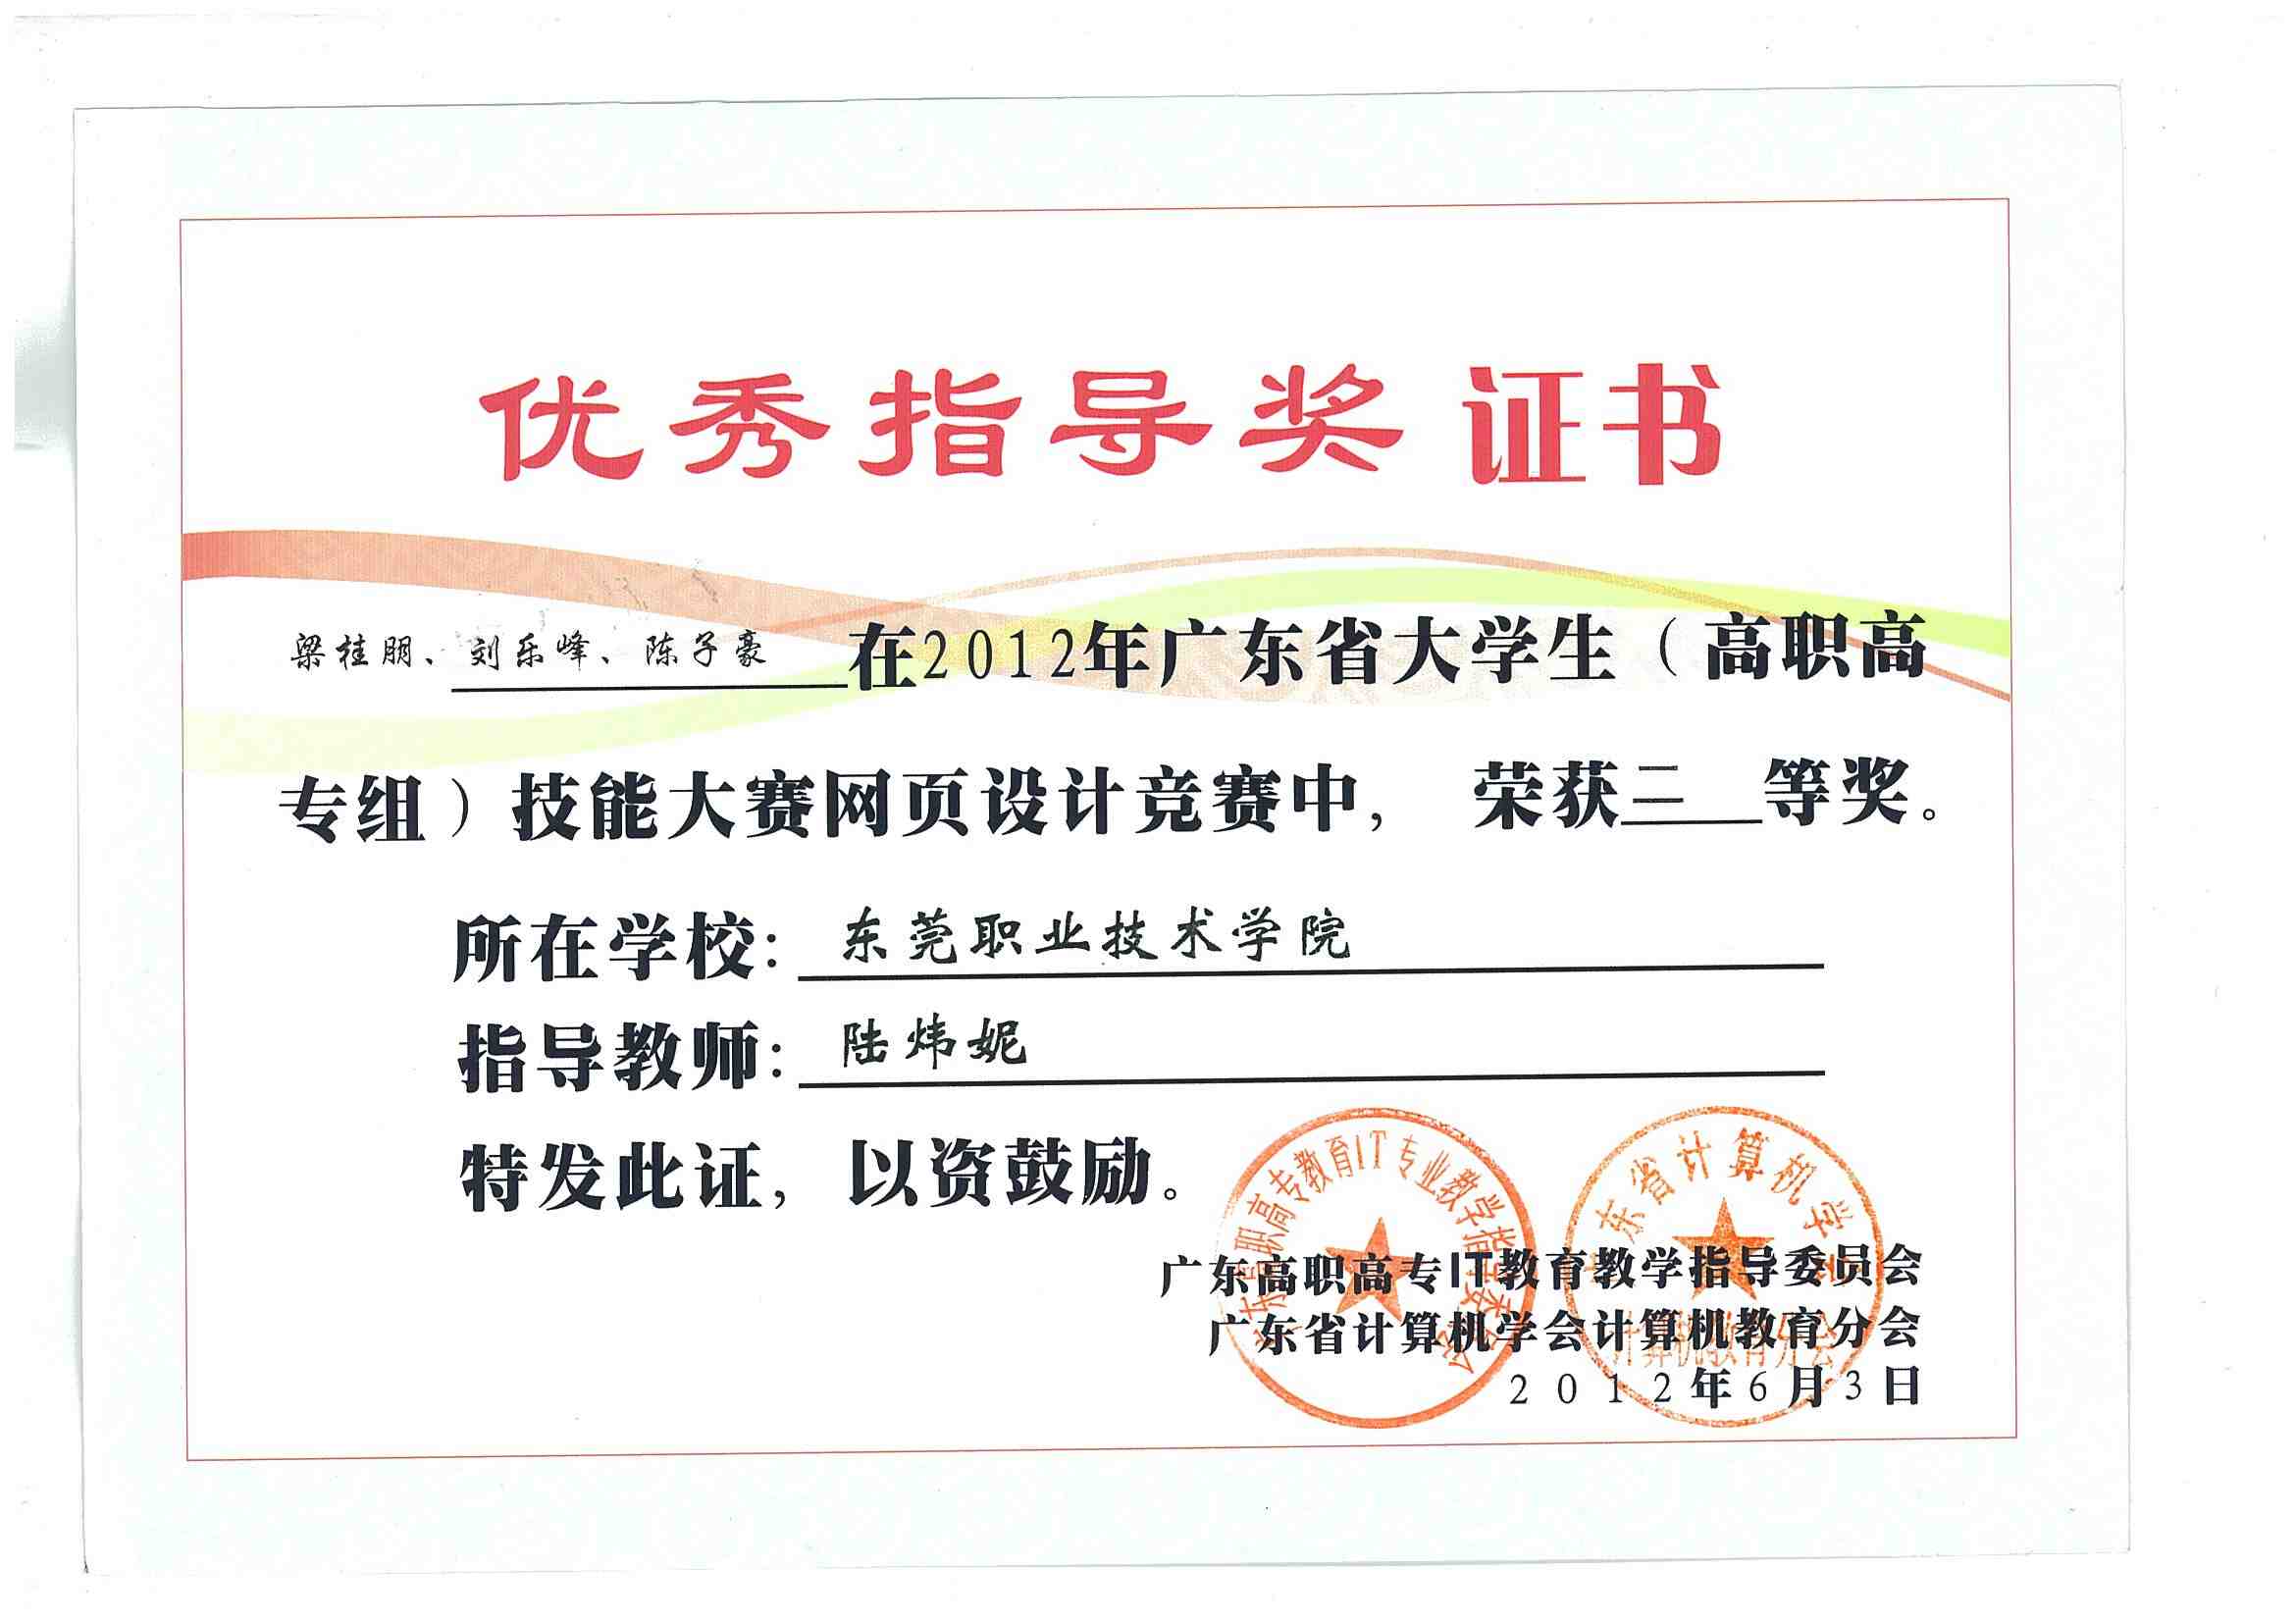 优秀指导奖 证书
梁桂朋、刘乐峰、陈子豪在2012年广东省大学生（高职高
专组）技能大赛网页设计竞赛中， 荣获二等奖。
所在学校：东莞职业技术学院
指导教师：陆炜妮
特发此证，以资鼓励。
广东高职高专IT教育教学指导委员会
广东省计算机学会计算机教育分会
2012年6月3日
广东省高职高专教育IT专业教学指导委员会
广东省计算机学会
计算机教育分会